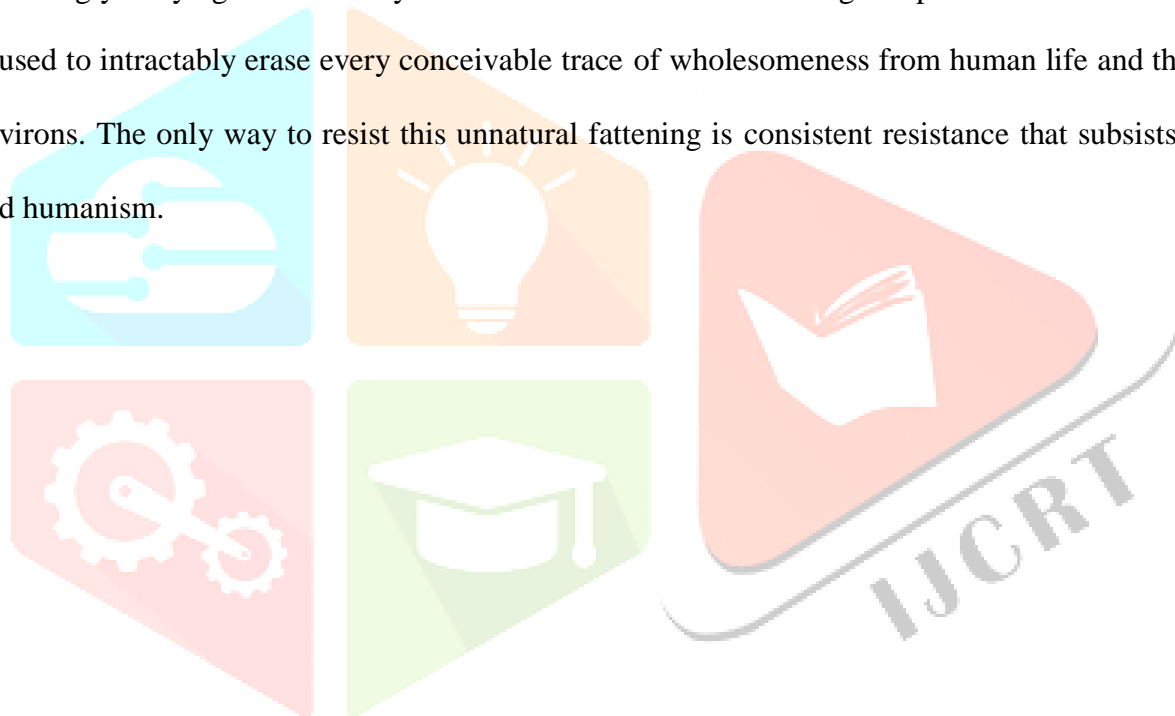 used to intractably erase every conceivable trace of wholesomeness from human life and th
virons. The only way to resist this unnatural fattening is consistent resistance that subsists
d humanism.
IJCRT